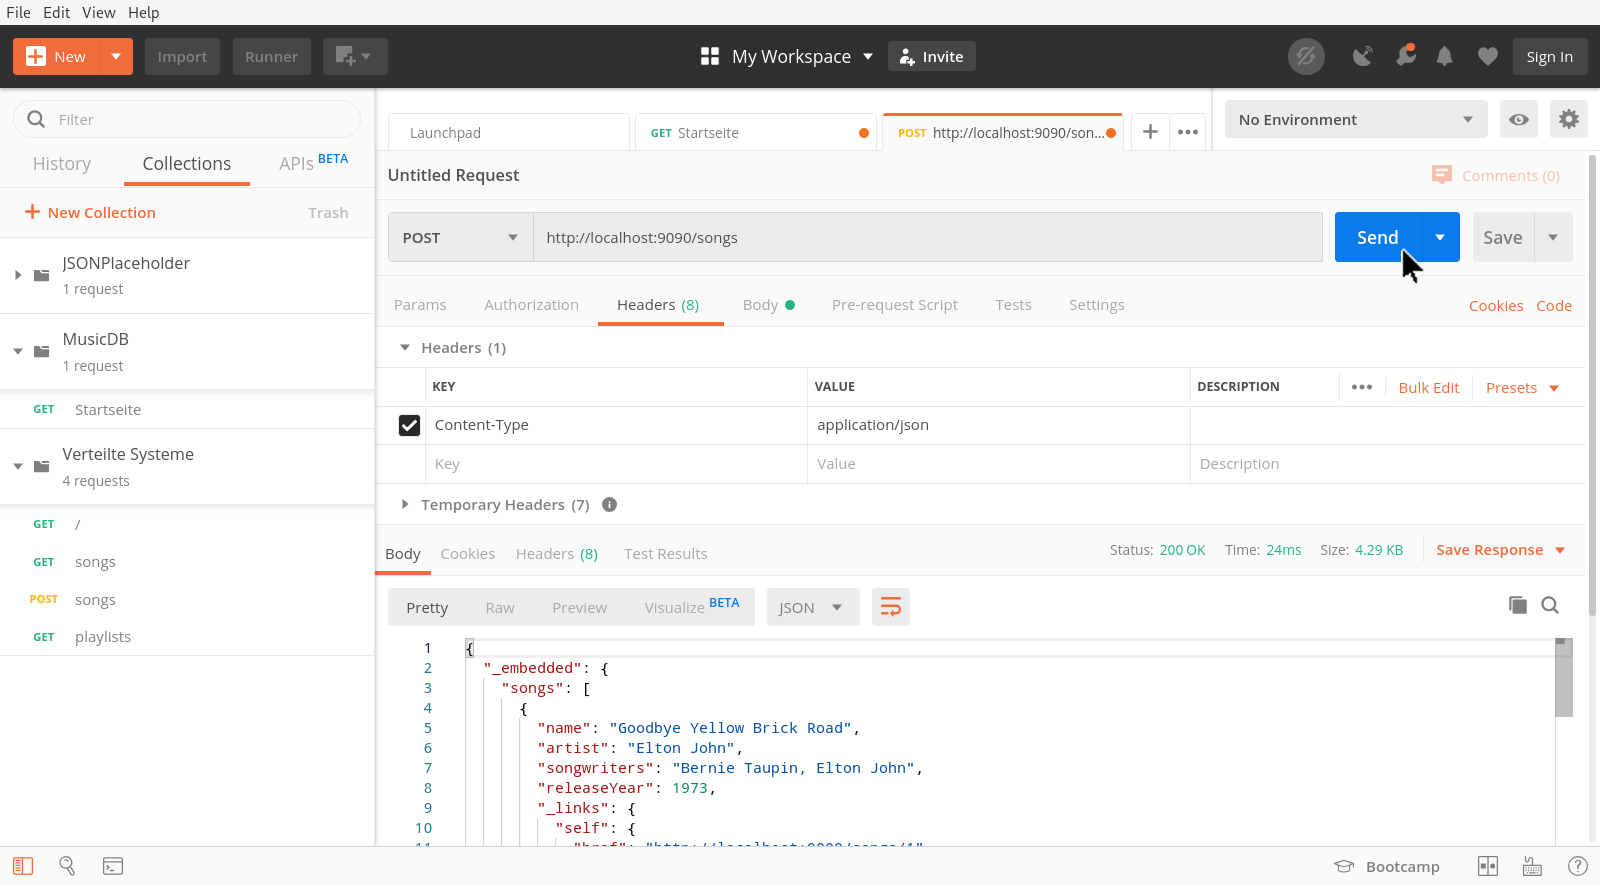 File Edit View Help
New Import Runner My Workspace Invite Sign In
Filter
History Collections APIs BETA
New Collection Trash
JSONPlaceholder
1 request
MusicDB
1 request
GET Startseite
Verteilte Systeme
4 requests
GET /
GET songs
POST songs
GET playlists
Launchpad GET Startseite POST http://localhost:9090/son... + ••• No Environment
Untitled Request Comments (0)
POST http://localhost:9090/songs Send Save
Params Authorization Headers (8) Body Pre-request Script Tests Settings Cookies Code
Headers (1)
KEY VALUE DESCRIPTION ••• Bulk Edit Presets
Content-Type application/json
Key Value Description
Temporary Headers (7)
Body Cookies Headers (8) Test Results Status: 200 OK Time: 24ms Size: 4.29 KB Save Response
Pretty Raw Preview Visualize BETA JSON
1 {
2 "_embedded": {
3 "songs": [
4 {
5 "name": "Goodbye Yellow Brick Road",
6 "artist": "Elton John",
7 "songwriters": "Bernie Taupin, Elton John",
8 "releaseYear": 1973,
9 "_links": {
10 "self": {
11 "href": "http://localhost:9090/songs/1"
Bootcamp